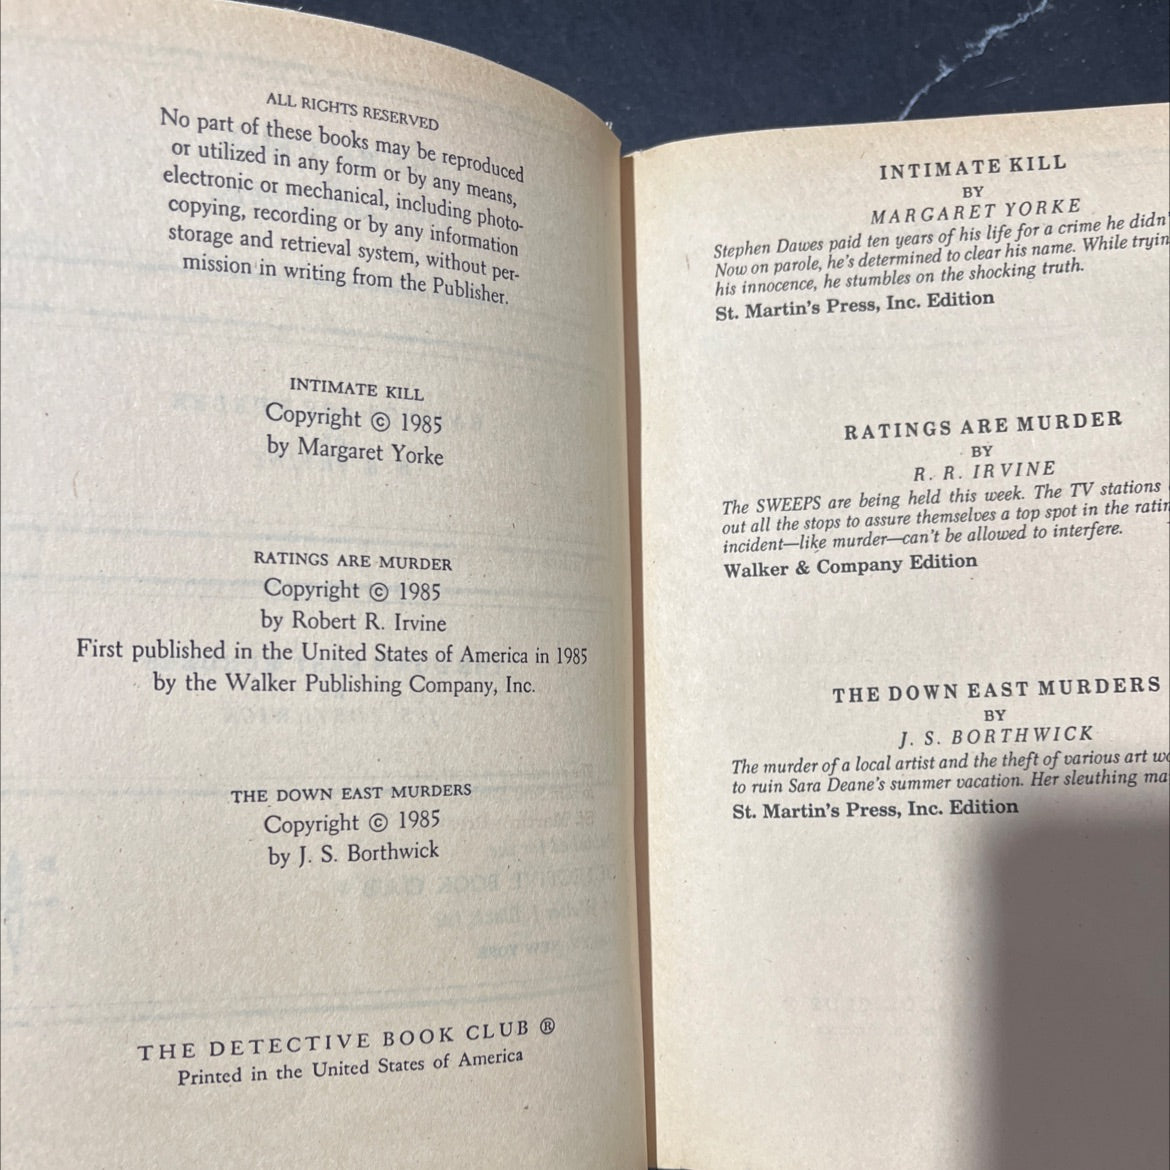 ALL RIGHTS RESERVED
No part of these books may be reproduced
or utilized in any form or by any means,
electronic or mechanical, including photo-
copying, recording or by any information
storage and retrieval system, without per-
mission in writing from the Publisher.
INTIMATE KILL
Copyright © 1985
by Margaret Yorke
RATINGS ARE MURDER
Copyright © 1985
by Robert R. Irvine
First published in the United States of America in 1985
by the Walker Publishing Company, Inc.
THE DOWN EAST MURDERS
Copyright © 1985
by J. S. Borthwick
THE DETECTIVE BOOK CLUB ®
Printed in the United States of America
INTIMATE KILL
BY
MARGARET YORKE
Stephen Dawes paid ten years of his life for a crime he
Now on parole, he's determined to clear his name. While
his innocence, he stumbles on the shocking truth.
St. Martin's Press, Inc. Edition
RATINGS ARE MURDER
BY
R. R. IRVINE
The SWEEPS are being held this week. The TV stations
out all the stops to assure themselves a top spot in the
incident—like murder—can't be allowed to interfere.
Walker & Company Edition
THE DOWN EAST MURDERS
BY
J. S. BORTHWICK
The murder of a local artist and the theft of various art
to ruin Sara Deane's summer vacation. Her sleuthing
St. Martin's Press, Inc. Edition